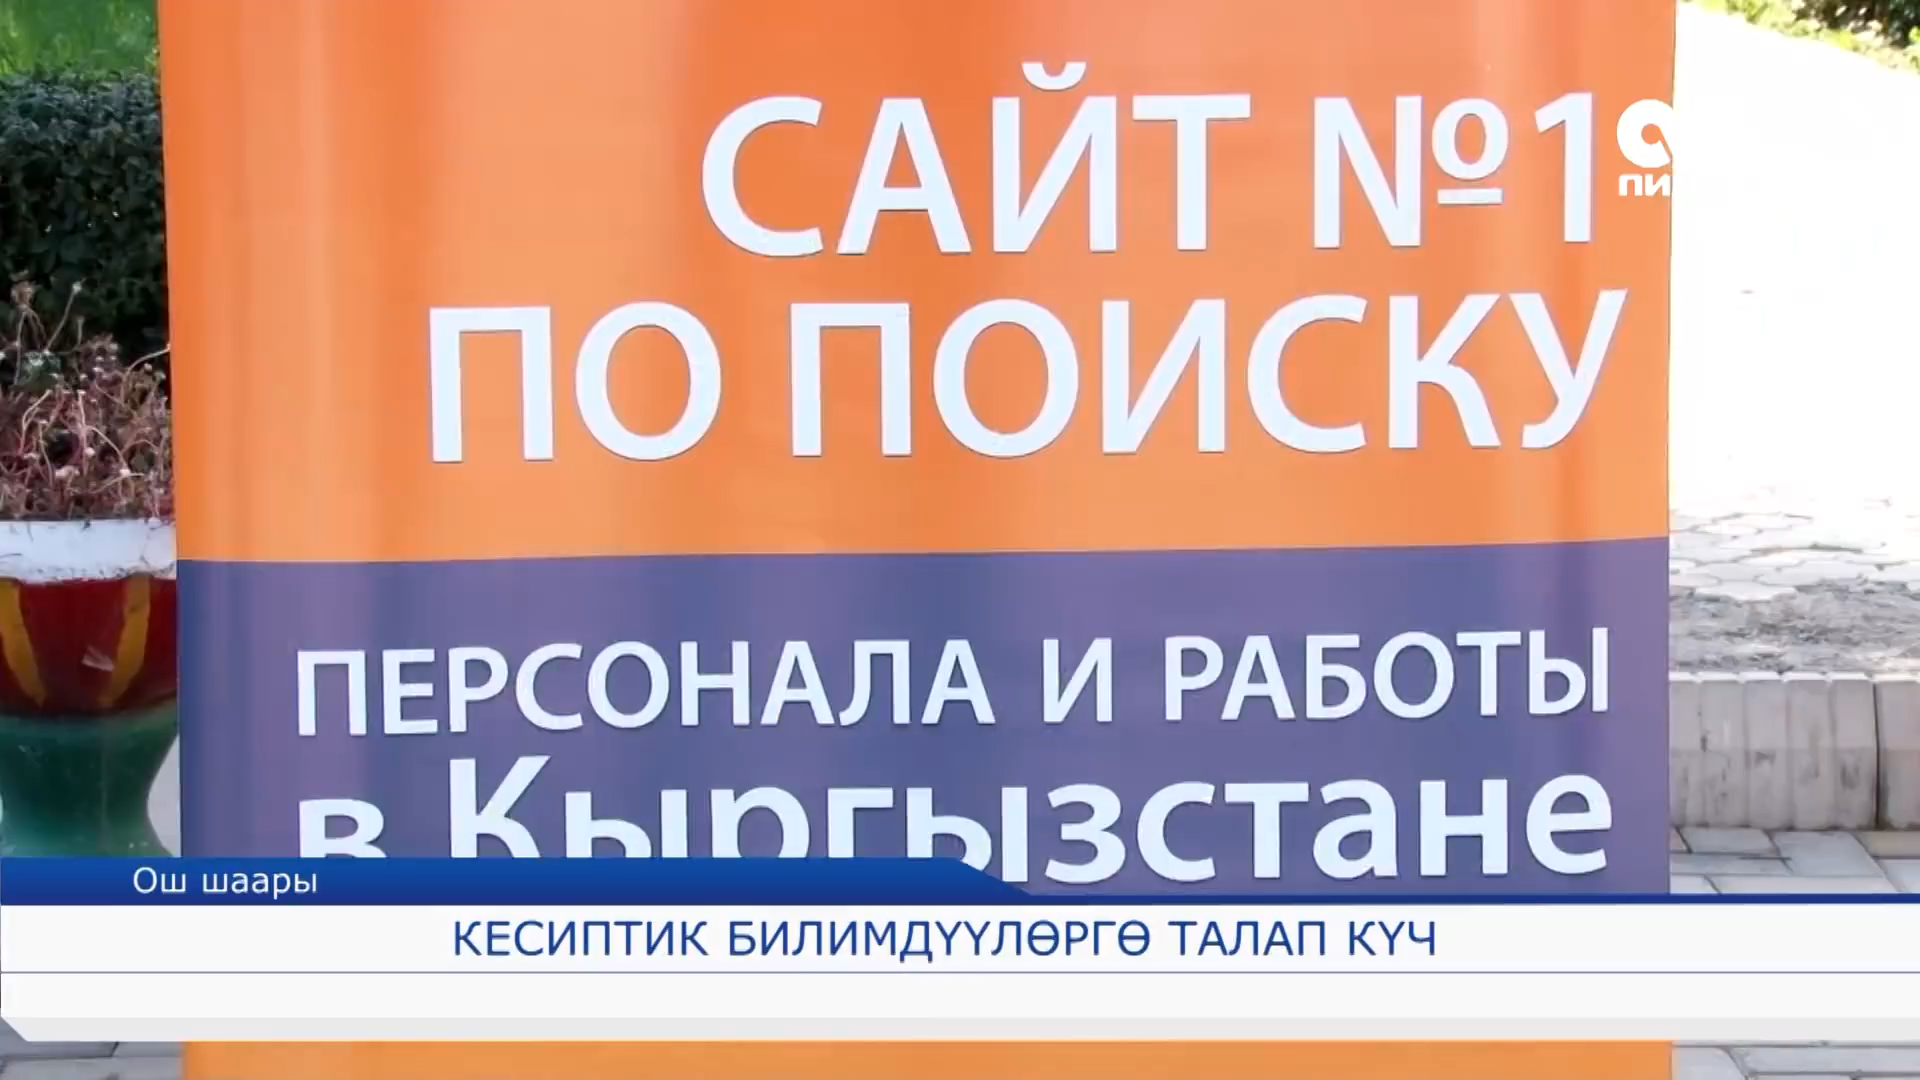 САЙТ №1
ПО ПОИСКУ
ПЕРСОНАЛА И РАБОТЫ
в Кыргызстане
Ош шаары
КЕСИПТИК БИЛИМДҮҮЛӨРГӨ ТАЛАП КҮЧ